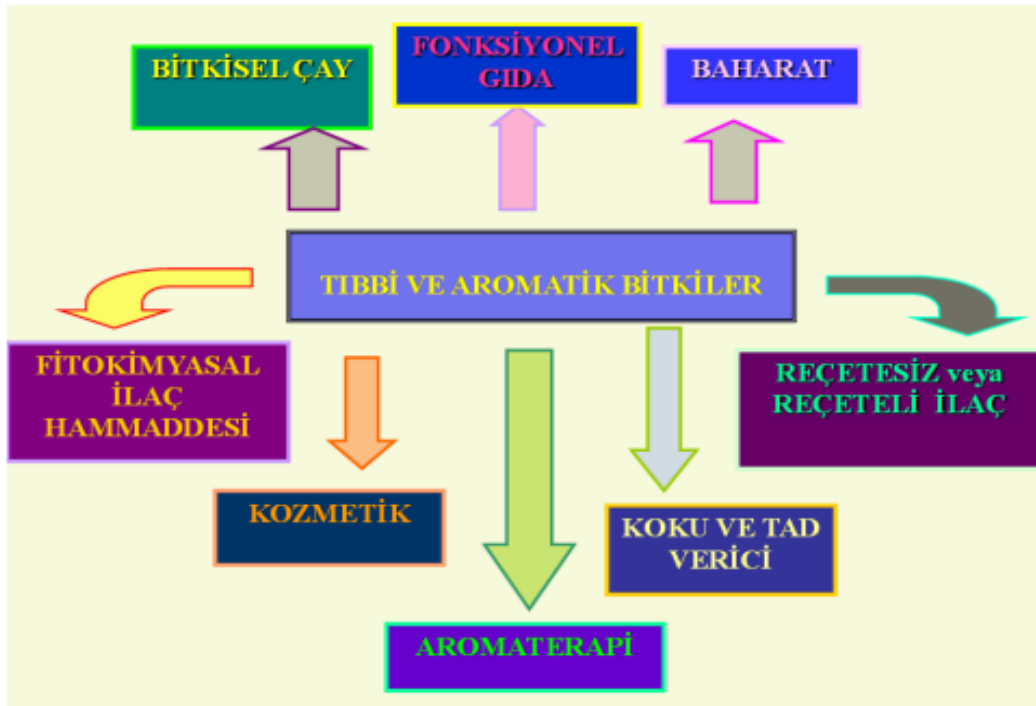 BİTKİSEL ÇAY
FONKSİYONEL
GIDA
BAHARAT
TIBBİ VE AROMATİK BİTKİLER
FİTOKİMYASAL
İLAÇ
HAMMADDESİ
REÇETESİZ veya
REÇETELİ İLAÇ
KOZMETİK
KOKU VE TAD
VERİCİ
AROMATERAPİ